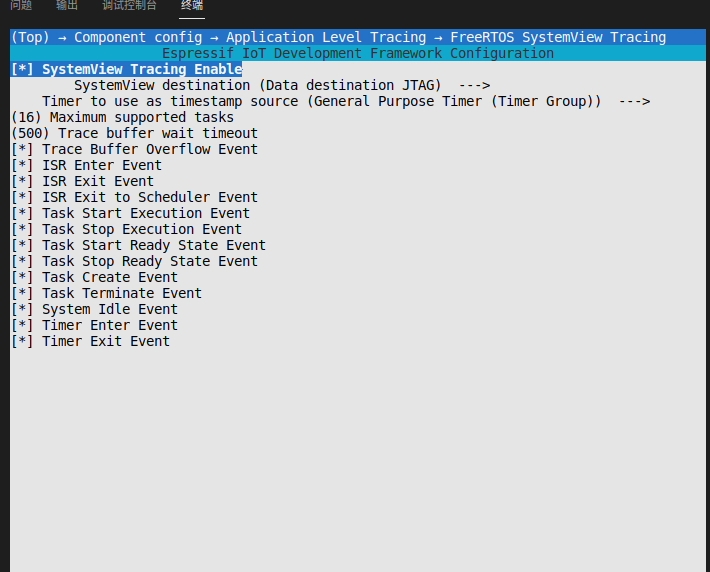 问题 输出 调试控制台 终端
(Top) → Component config → Application Level Tracing → FreeRTOS SystemView Tracing
Espressif IoT Development Framework Configuration
[*] SystemView Tracing Enable
SystemView destination (Data destination JTAG)  --->
Timer to use as timestamp source (General Purpose Timer (Timer Group))  --->
(16) Maximum supported tasks
(500) Trace buffer wait timeout
[*] Trace Buffer Overflow Event
[*] ISR Enter Event
[*] ISR Exit Event
[*] ISR Exit to Scheduler Event
[*] Task Start Execution Event
[*] Task Stop Execution Event
[*] Task Start Ready State Event
[*] Task Stop Ready State Event
[*] Task Create Event
[*] Task Terminate Event
[*] System Idle Event
[*] Timer Enter Event
[*] Timer Exit Event